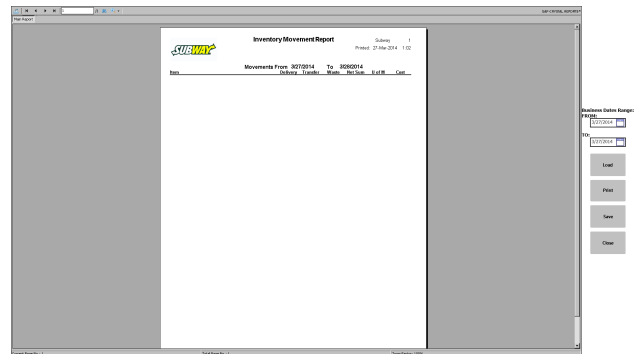 SAP CRYSTAL REPORTS®
Main Report
Inventory Movement Report
Subway 1
Printed 27-Mar-2014 1:02
SUBWAY
Movements From 3/27/2014 To 3/28/2014
Item Delivery Transfer Waste Net Sum U of M Cost
Business Dates Range:
FROM:
3/27/2014
TO:
3/27/2014
Load
Print
Save
Close
Current Page No.: 1 Total Page No.: 1 Zoom Factor: 100%